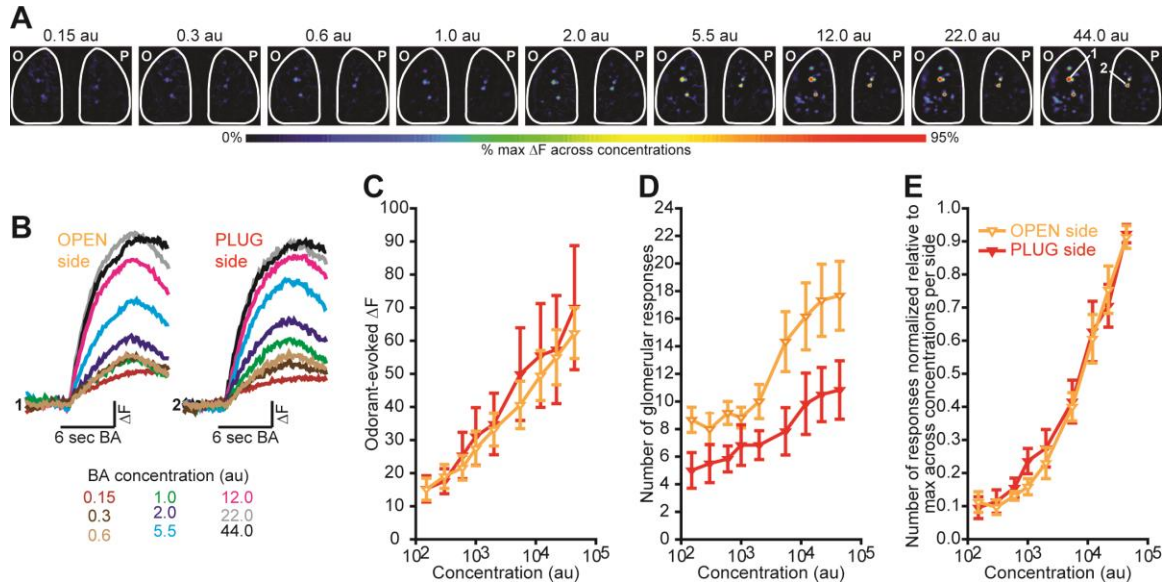 A
0.15 au 0.3 au 0.6 au 1.0 au 2.0 au 5.5 au 12.0 au 22.0 au 44.0 au
O P O P O P O P O P O P O P O P O P
1
2
0% 95%
% max ΔF across concentrations
B
OPEN
side
PLUG
side
1
2
ΔF
ΔF
6 sec BA
6 sec BA
BA concentration (au)
0.15 1.0 12.0
0.3 2.0 22.0
0.6 5.5 44.0
C
Odorant-evoked ΔF
100
90
80
70
60
50
40
30
20
10
0
10² 10³ 10⁴ 10⁵
Concentration (au)
D
Number of glomerular responses
24
22
20
18
16
14
12
10
8
6
4
2
0
10² 10³ 10⁴ 10⁵
Concentration (au)
E
Number of responses normalized relative to
max across concentrations per side
1.0
0.9
0.8
0.7
0.6
0.5
0.4
0.3
0.2
0.1
0.0
OPEN side
PLUG side
10² 10³ 10⁴ 10⁵
Concentration (au)